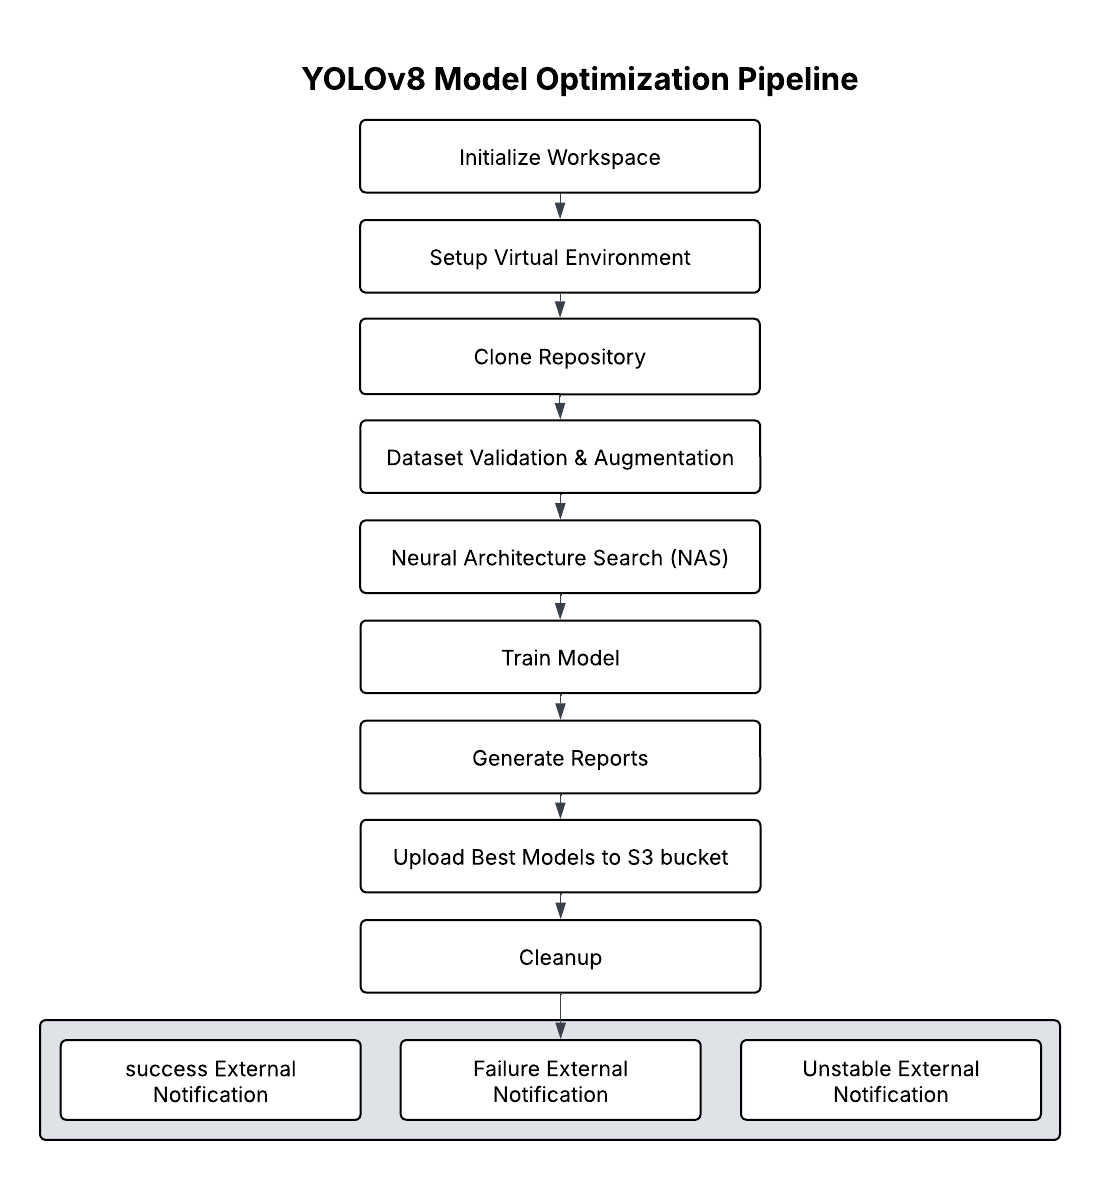 YOLOv8 Model Optimization Pipeline
Initialize Workspace
Setup Virtual Environment
Clone Repository
Dataset Validation & Augmentation
Neural Architecture Search (NAS)
Train Model
Generate Reports
Upload Best Models to S3 bucket
Cleanup
success External
Notification
Failure External
Notification
Unstable External
Notification